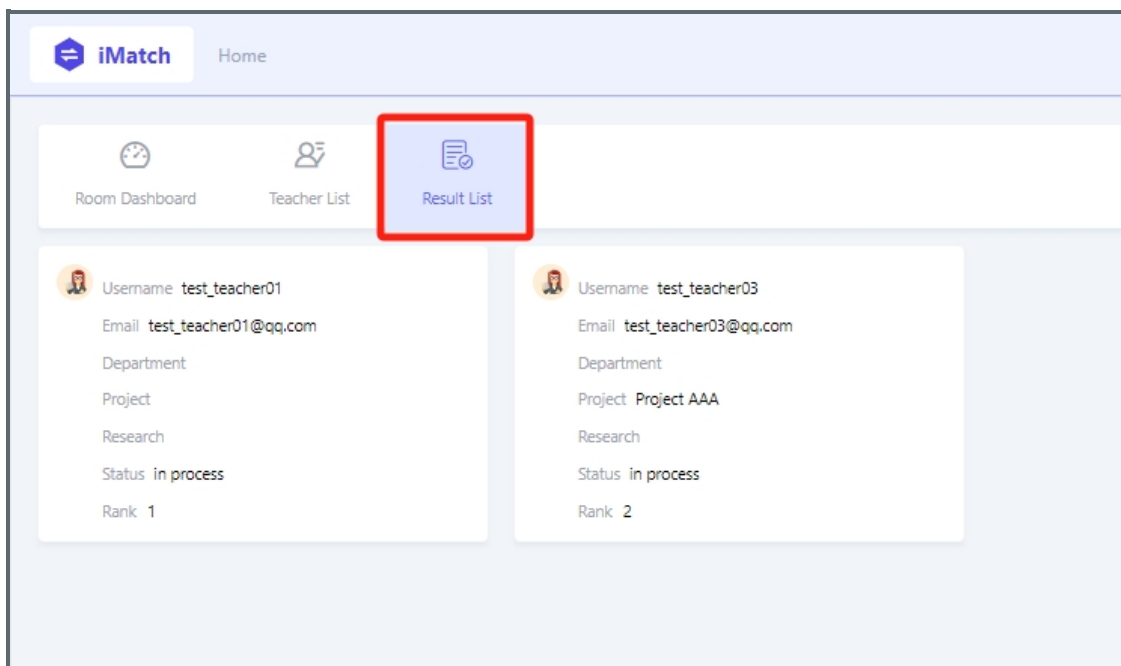 iMatch Home
Room Dashboard Teacher List Result List
Username test_teacher01
Email test_teacher01@qq.com
Department
Project
Research
Status in process
Rank 1
Username test_teacher03
Email test_teacher03@qq.com
Department
Project Project AAA
Research
Status in process
Rank 2